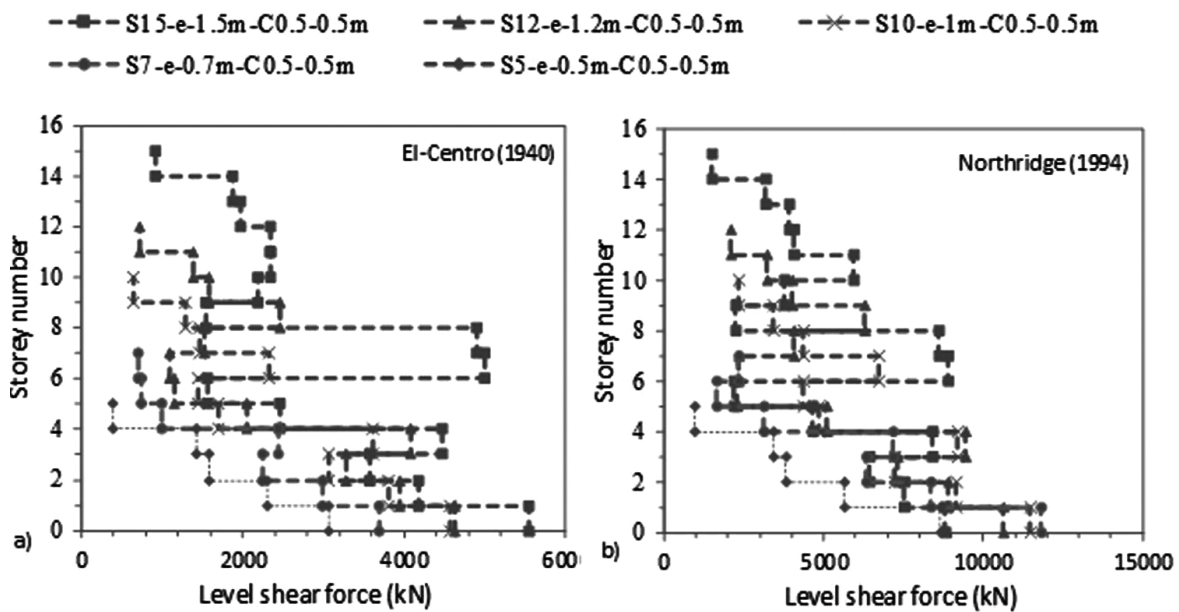 S15-e-1.5m-C0.5-0.5m S12-e-1.2m-C0.5-0.5m S10-e-1m-C0.5-0.5m
S7-e-0.7m-C0.5-0.5m S5-e-0.5m-C0.5-0.5m
16
14
12
10
8
6
4
2
0
Storey number
El-Centro (1940)
0 2000 4000 600
a)
Level shear force (kN)
16
14
12
10
8
6
4
2
0
Storey number
Northridge (1994)
0 5000 10000 15000
b)
Level shear force (kN)